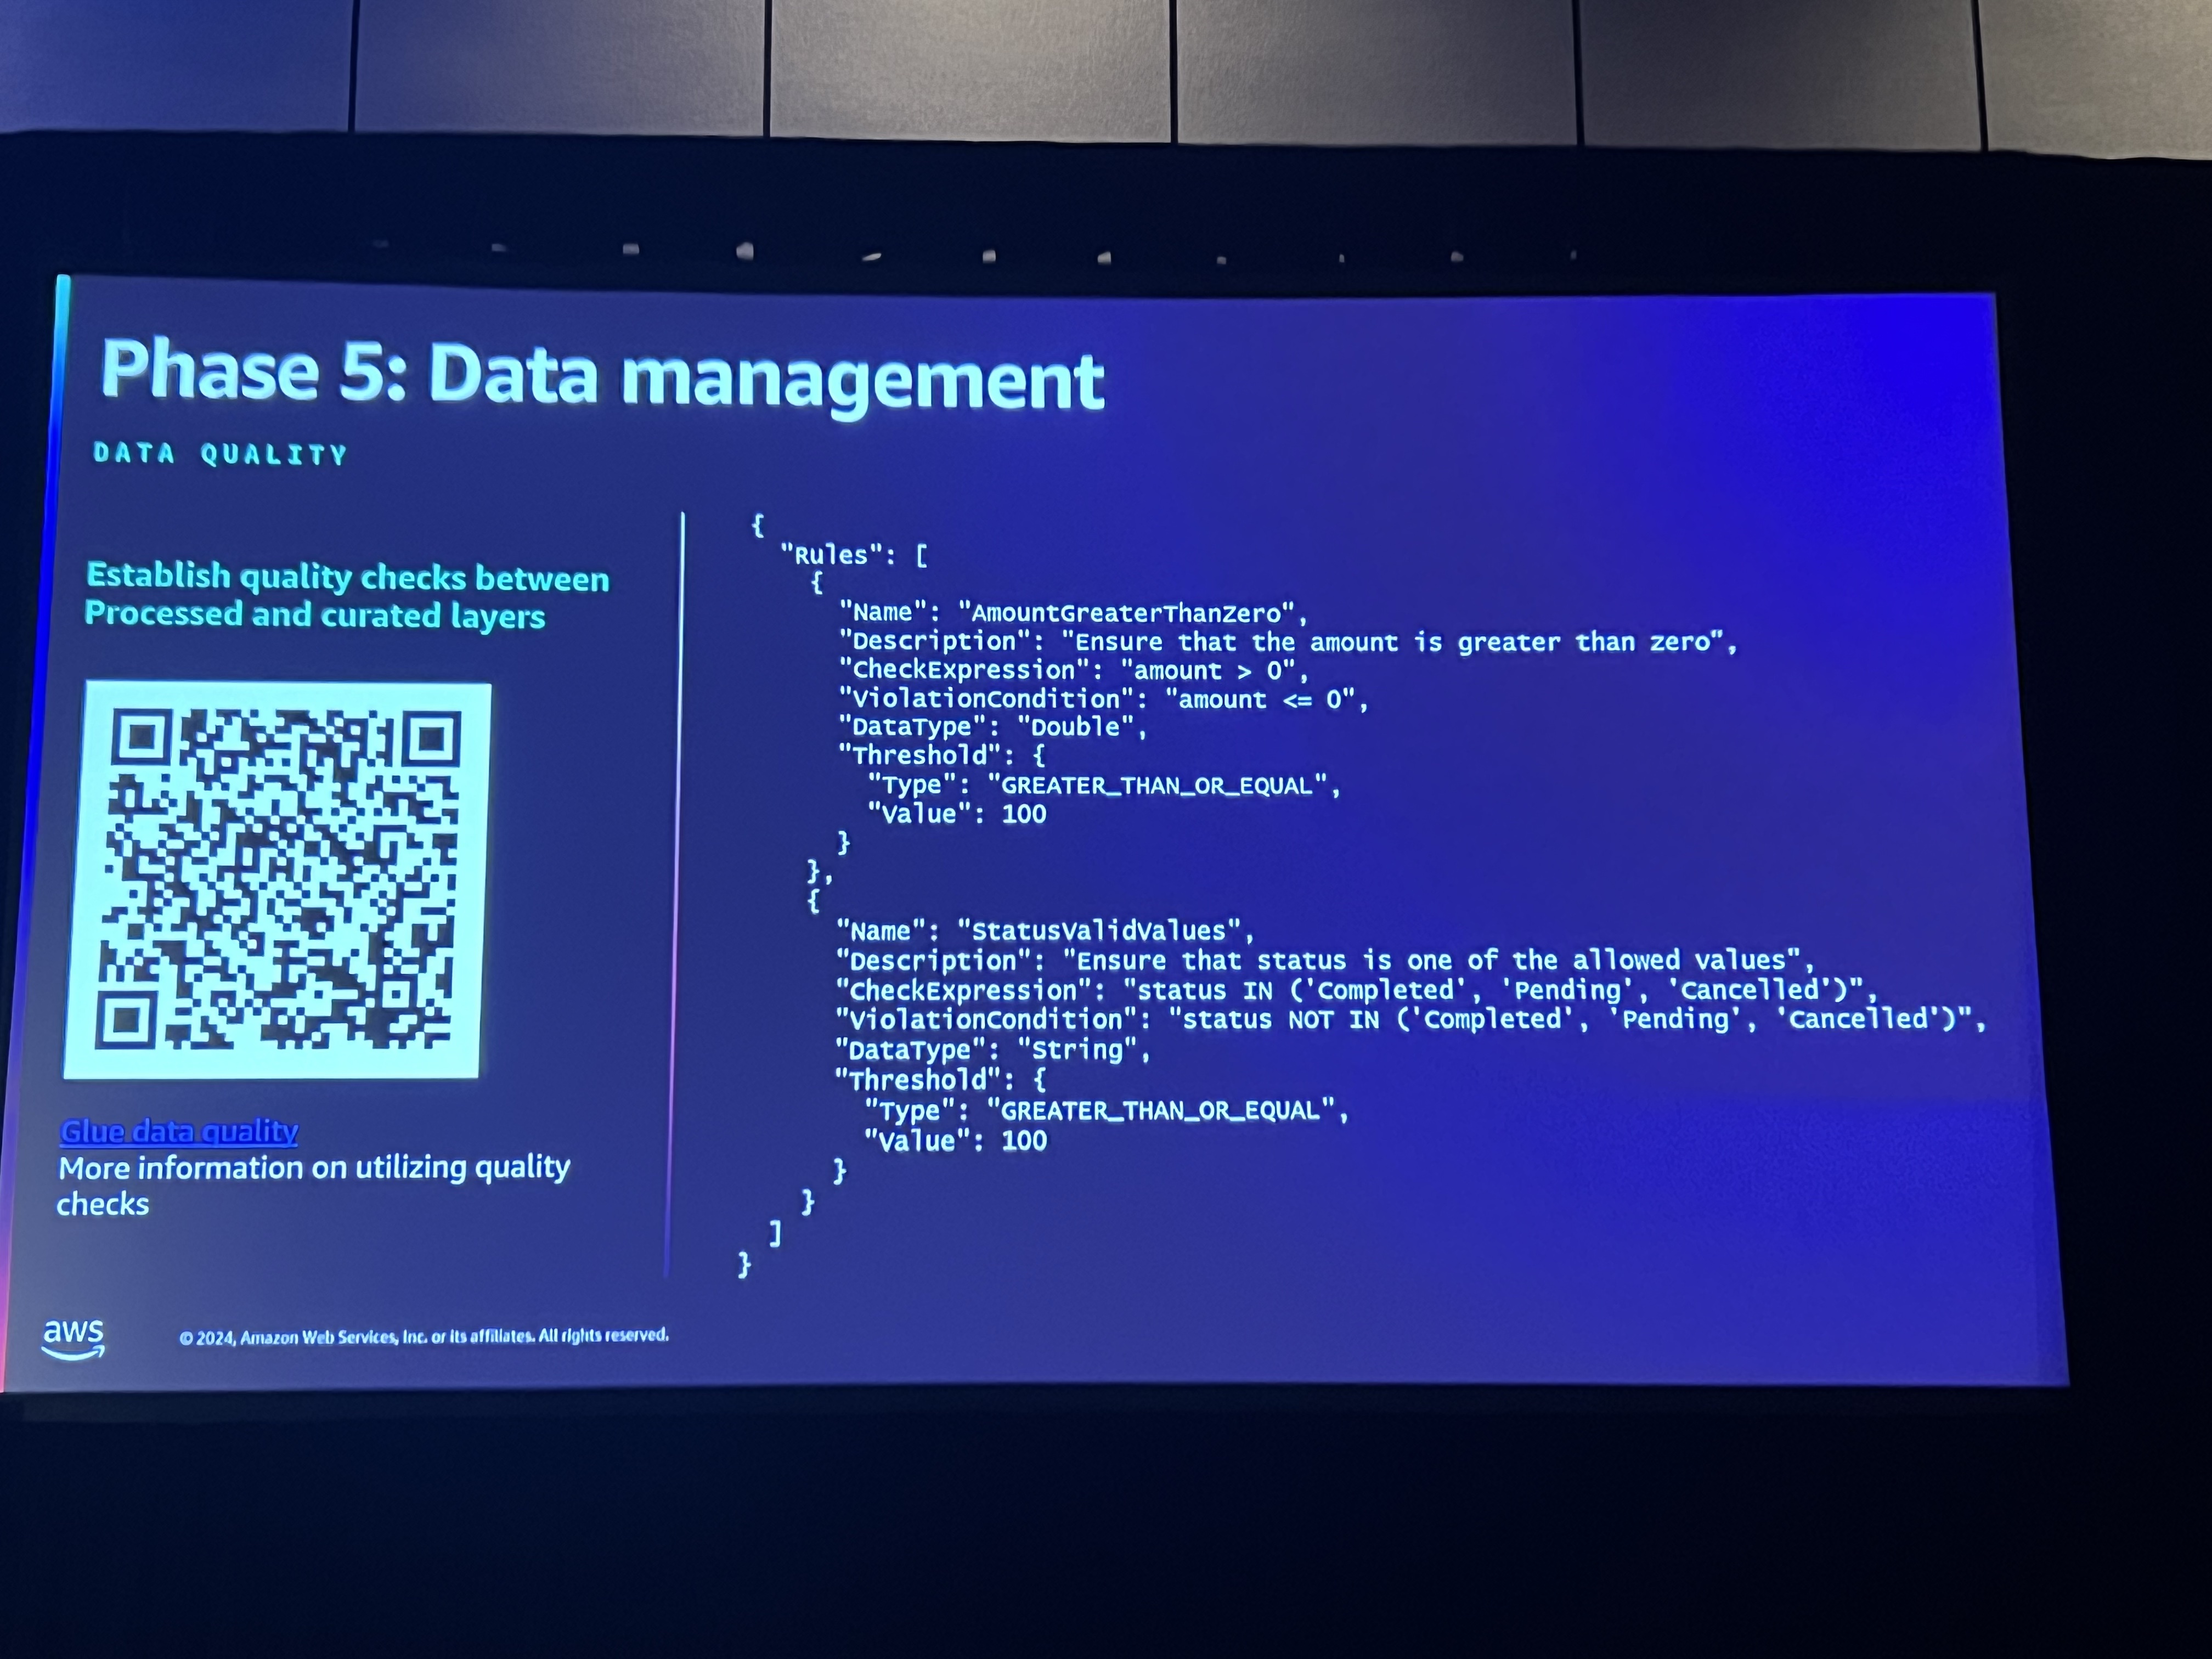 Phase 5: Data management
DATA QUALITY
Establish quality checks between
Processed and curated layers
Glue data quality
More information on utilizing quality
checks
{
"Rules": [
{
"Name": "AmountGreaterThanZero",
"Description": "Ensure that the amount is greater than zero",
"CheckExpression": "amount > 0",
"ViolationCondition": "amount <= 0",
"DataType": "Double",
"Threshold": {
"Type": "GREATER_THAN_OR_EQUAL",
"Value": 100
}
},
{
"Name": "StatusValidValues",
"Description": "Ensure that status is one of the allowed values",
"CheckExpression": "status IN ('Completed', 'Pending', 'Cancelled')",
"ViolationCondition": "status NOT IN ('Completed', 'Pending', 'Cancelled')",
"DataType": "String",
"Threshold": {
"Type": "GREATER_THAN_OR_EQUAL",
"Value": 100
}
}
]
}
aws
© 2024, Amazon Web Services, Inc. or its affiliates. All rights reserved.